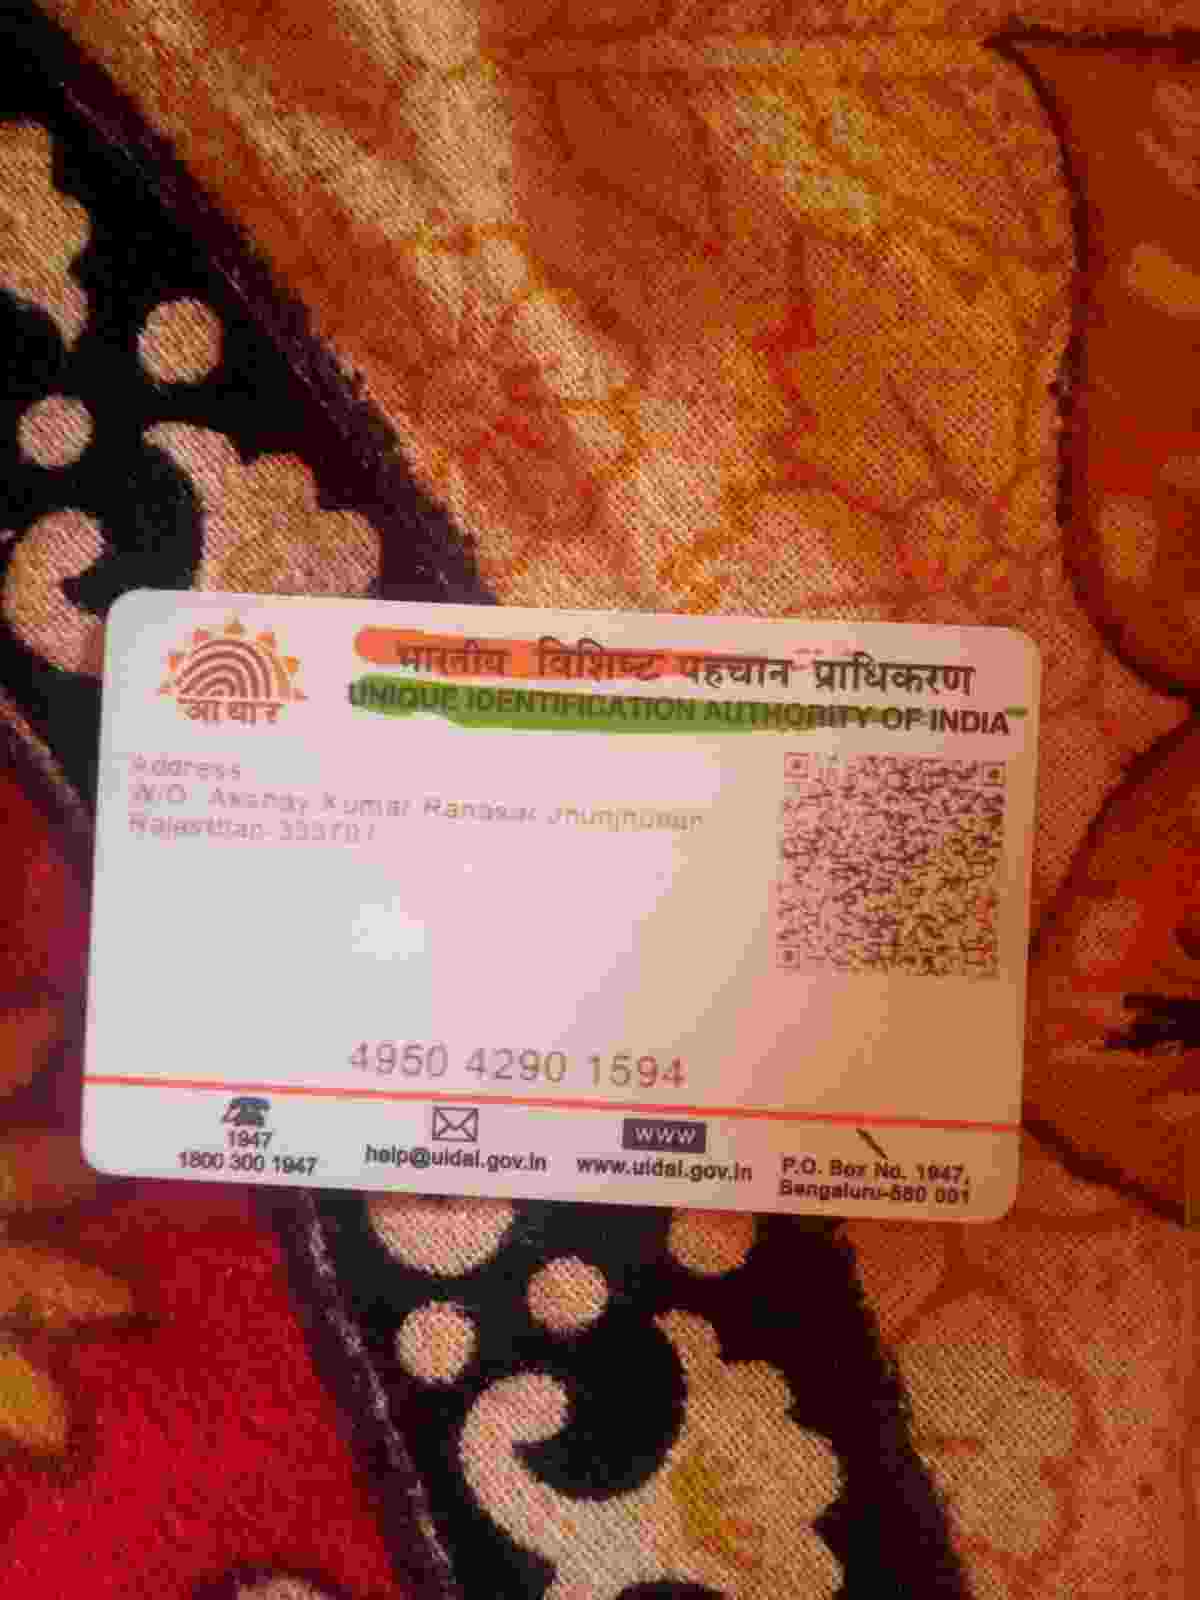 भारतीय विशिष्ट पहचान प्राधिकरण
UNIQUE IDENTIFICATION AUTHORITY OF INDIA
आधार
Address
W/O Akshay Kumar Ranasar Jhunjhunun
Rajasthan
4950 4290 1594
1947
1800 300 1947
help@uidai.gov.in
www
www.uidai.gov.in
P.O. Box No. 1947,
Bengaluru-560 001